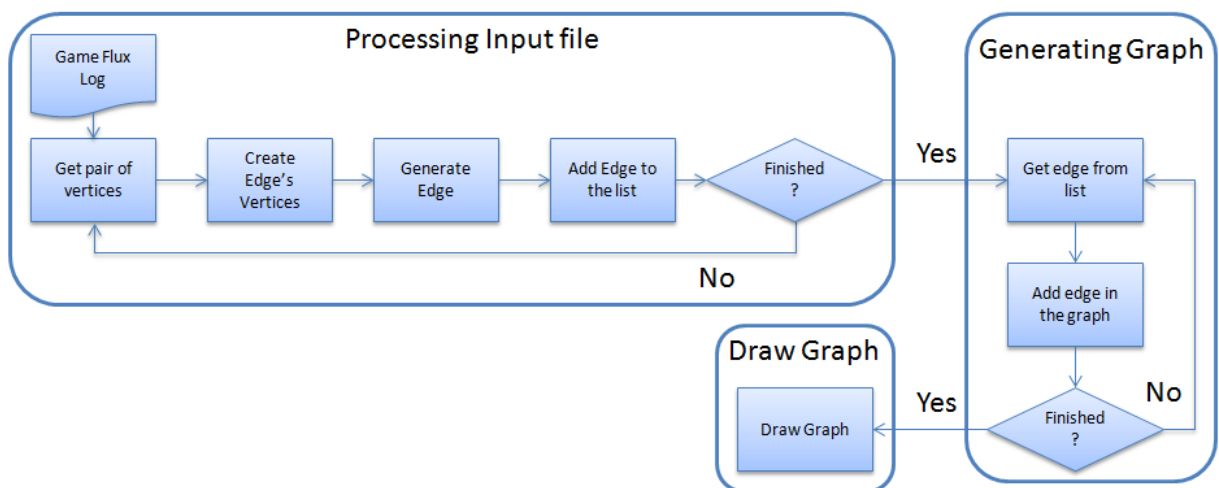 Processing Input file
Game Flux
Log
Get pair of
vertices
Create
Edge's
Vertices
Generate
Edge
Add Edge to
the list
Finished
?
No
Yes
Generating Graph
Get edge from
list
Add edge in
the graph
Finished
?
No
Yes
Draw Graph
Draw Graph